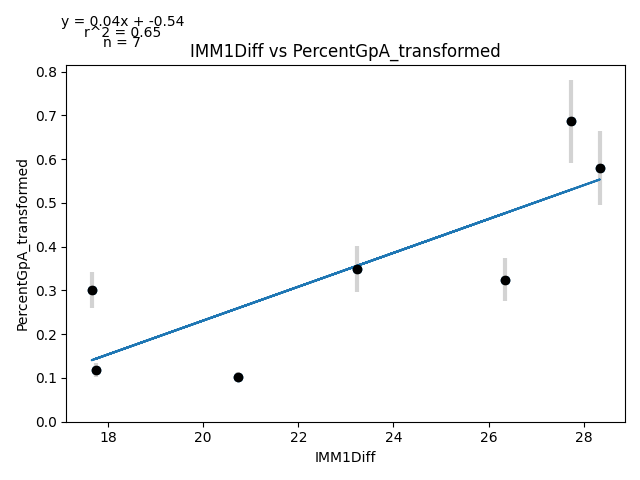 y = 0.04x + -0.54
r^2 = 0.65
n = 7
IMM1Diff vs PercentGpA_transformed
0.8
0.7
0.6
0.5
0.4
0.3
0.2
0.1
0.0
PercentGpA_transformed
18 20 22 24 26 28
IMM1Diff